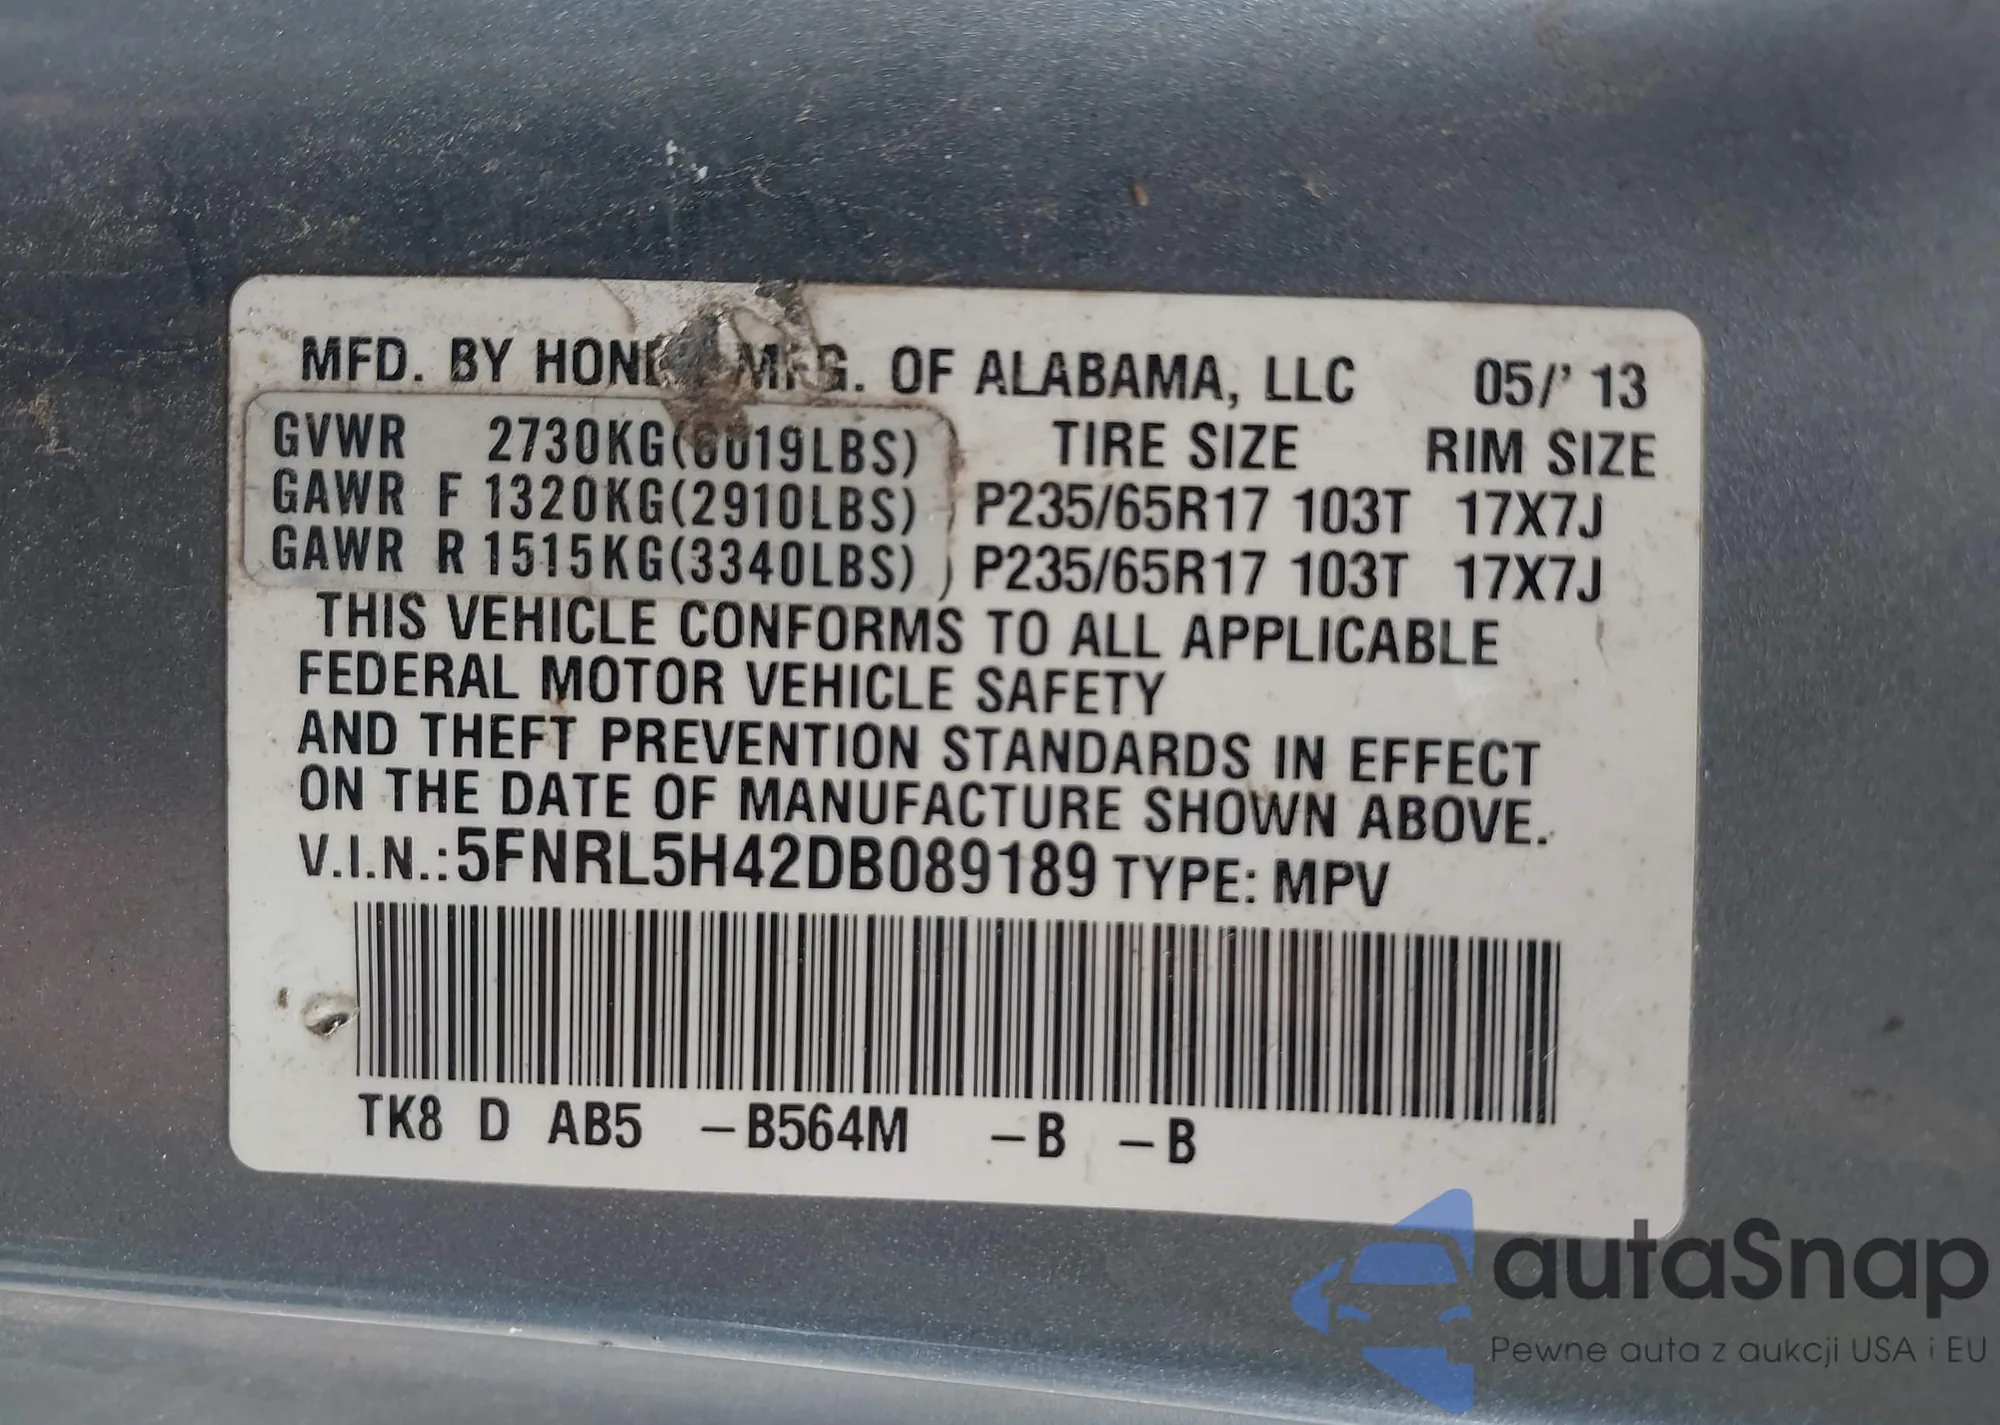 MFD. BY HONDA MFG. OF ALABAMA, LLC 05/' 13
GVWR 2730KG(6019LBS) TIRE SIZE RIM SIZE
GAWR F 1320KG(2910LBS) P235/65R17 103T 17X7J
GAWR R 1515KG(3340LBS) P235/65R17 103T 17X7J
THIS VEHICLE CONFORMS TO ALL APPLICABLE
FEDERAL MOTOR VEHICLE SAFETY
AND THEFT PREVENTION STANDARDS IN EFFECT
ON THE DATE OF MANUFACTURE SHOWN ABOVE.
V.I.N.:5FNRL5H42DB089189 TYPE: MPV
TK8 D AB5 –B564M –B –B
autaSnap
Pewne auta z aukcji USA i EU